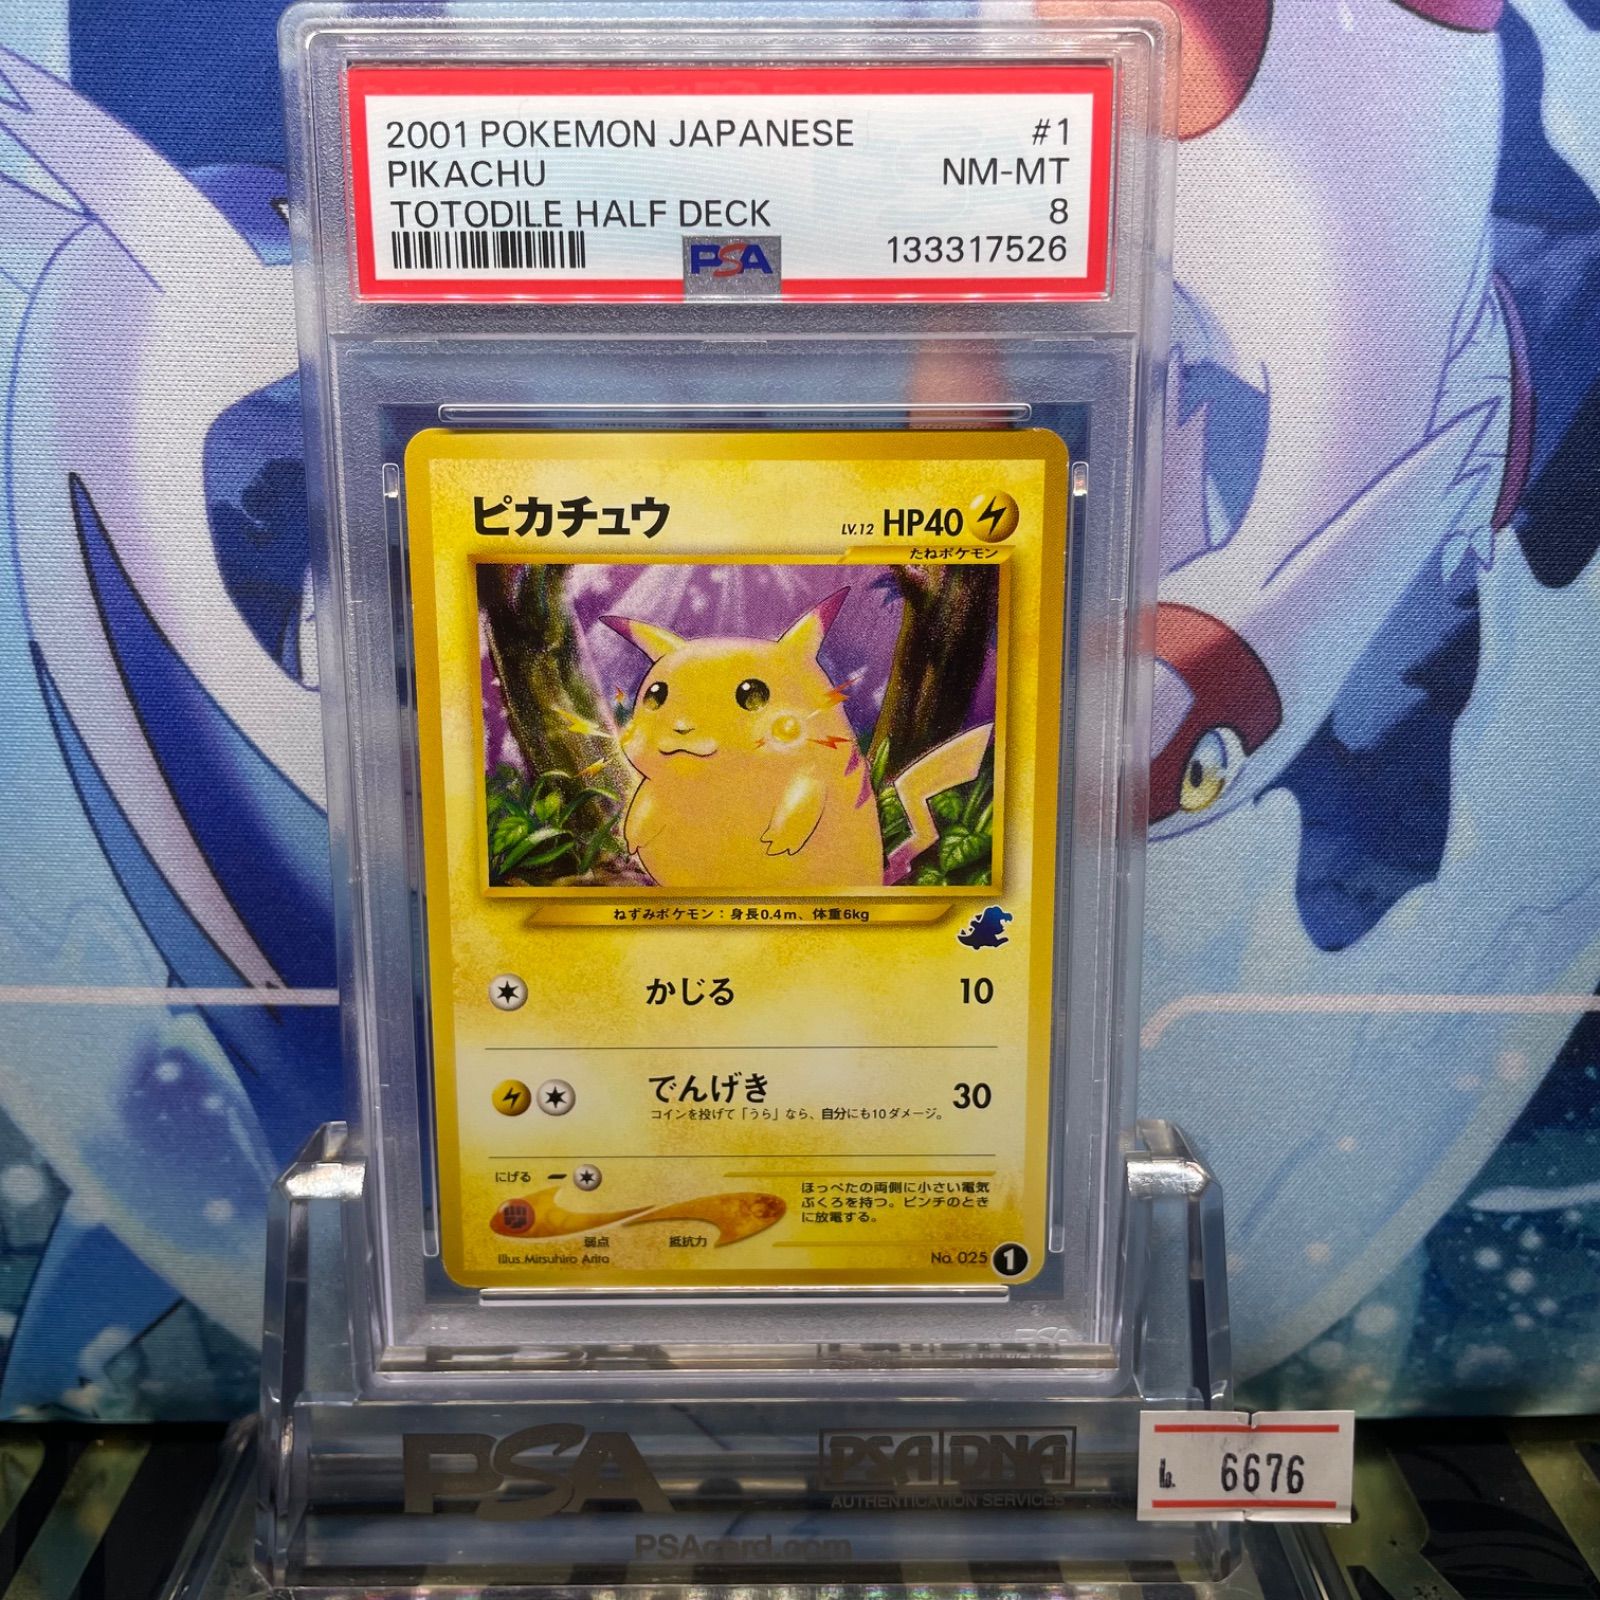 2001 POKEMON JAPANESE #1
PIKACHU NM-MT
TOTODILE HALF DECK 8
PSA 133317526
ピカチュウ LV.12 HP40
たねポケモン
ねずみポケモン：身長0.4m、体重6kg
かじる 10
でんげき 30
コインを投げて「うら」なら、自分にも10ダメージ。
にげる
ほっぺたの両側に小さい電気
ぶくろを持つ。ピンチのとき
に放電する。
弱点 抵抗力
Illus. Mitsuhiro Arita No. 025 1
PSA
PSA PSA DNA
AUTHENTICATION SERVICES
PSAcard.com
No. 6676